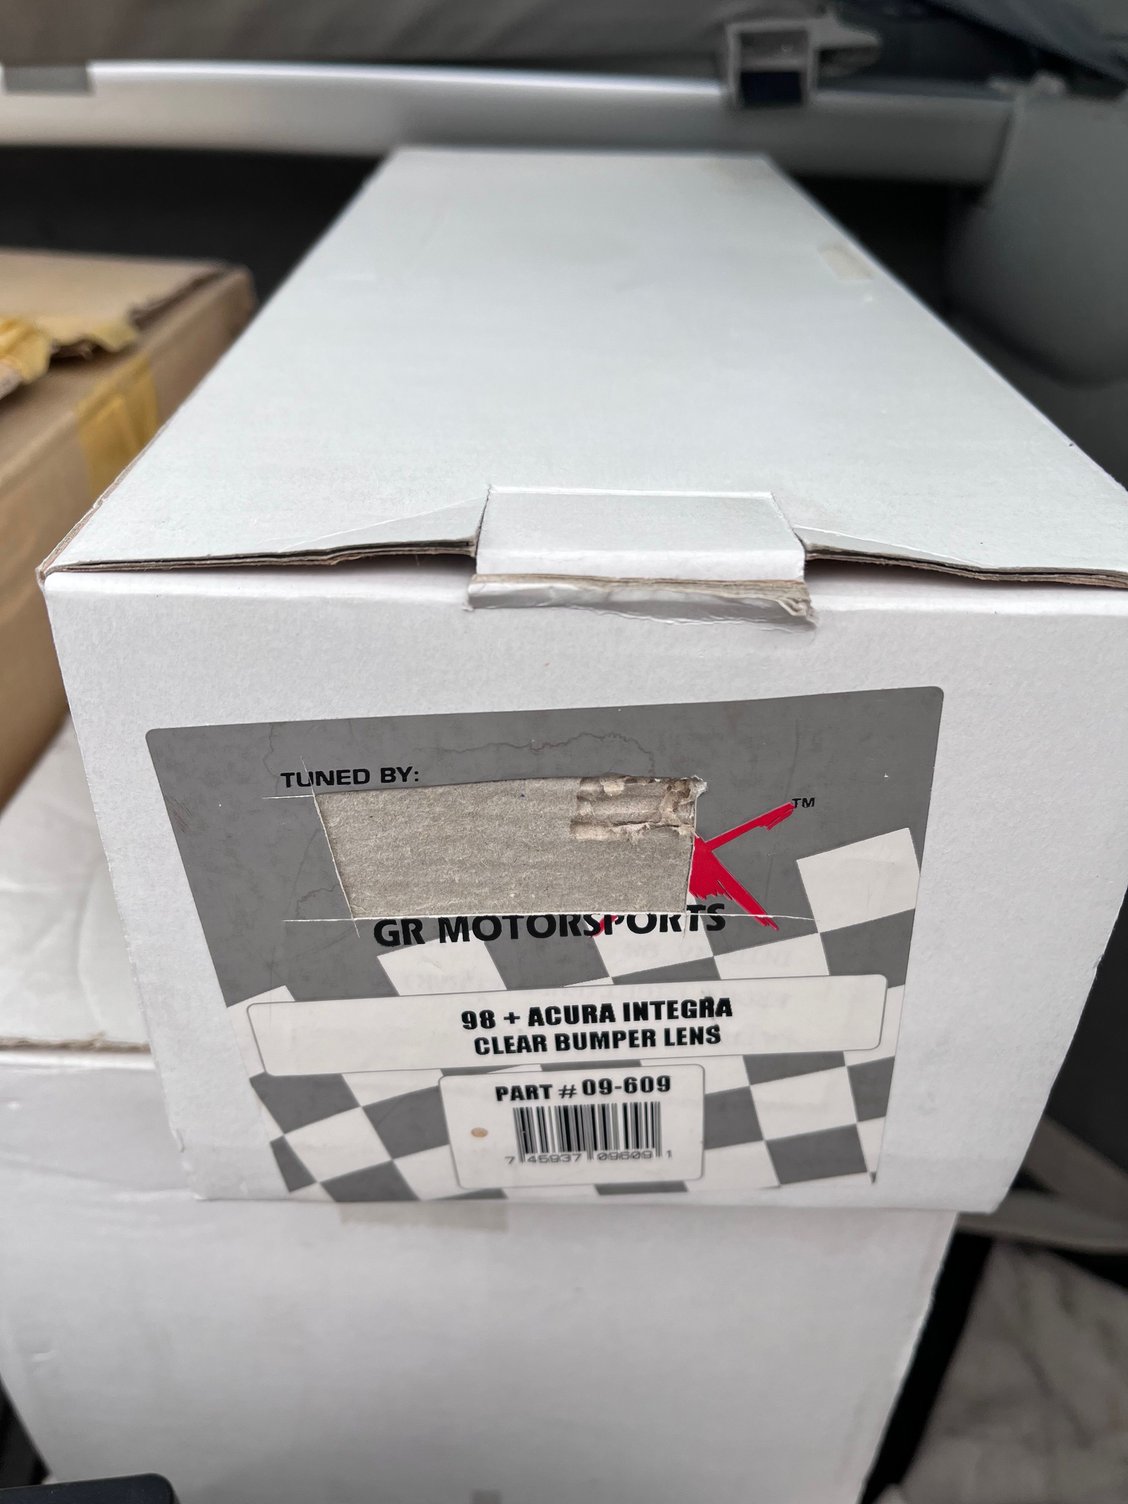 TUNED BY:
TM
GR MOTORSPORTS
98 + ACURA INTEGRA
CLEAR BUMPER LENS
PART # 09-609
7 45937 09609 1